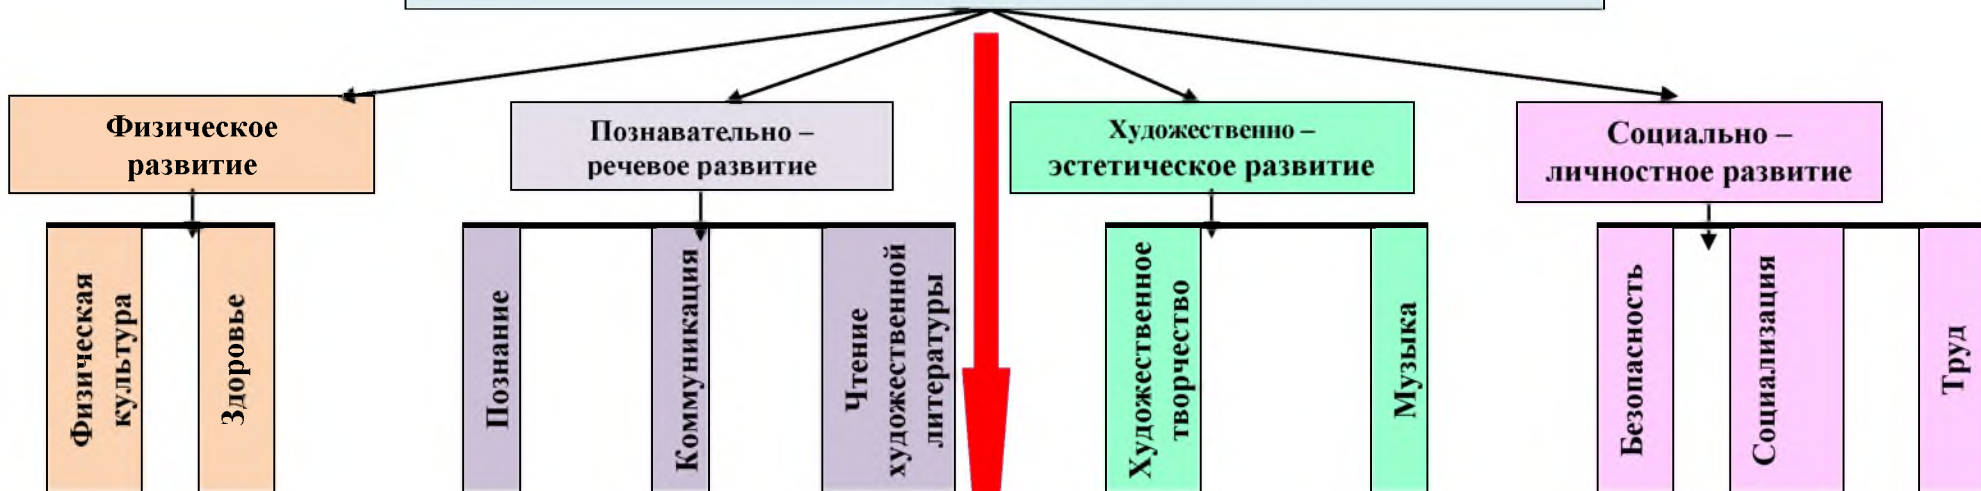 Физическое
развитие
Познавательно –
речевое развитие
Художественно –
эстетическое развитие
Социально –
личностное развитие
Физическая
культура
Здоровье
Познание
Коммуникация
Чтение
художественной
литературы
Художественное
творчество
Музыка
Безопасность
Социализация
Труд